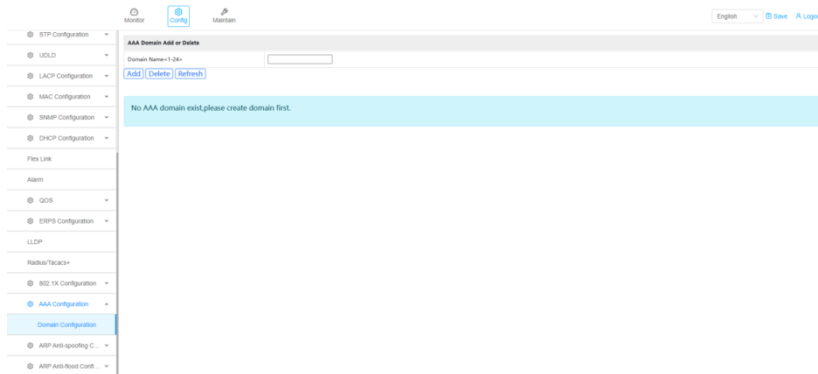 Monitor
Config
Maintain
English
Save
Logou
STP Configuration
UDLD
LACP Configuration
MAC Configuration
SNMP Configuration
DHCP Configuration
Flex Link
Alarm
QOS
ERPS Configuration
LLDP
Radius/Tacacs+
802.1X Configuration
AAA Configuration
Domain Configuration
ARP Anti-spoofing C...
ARP Anti-flood Confi...
AAA Domain Add or Delete
Domain Name<1-24>
Add Delete Refresh
No AAA domain exist,please create domain first.